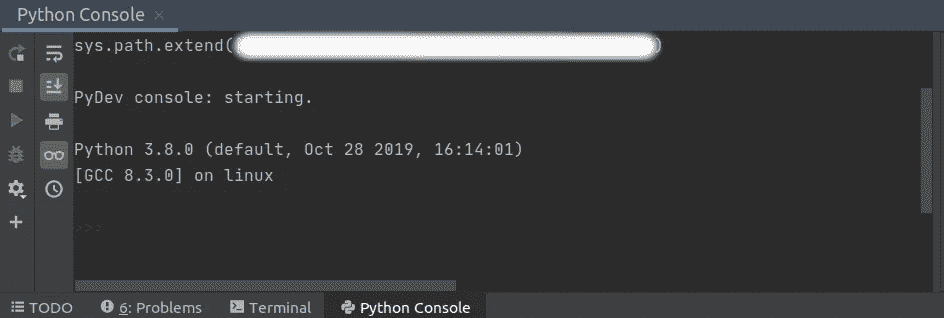 Python Console
sys.path.extend( )
PyDev console: starting.
Python 3.8.0 (default, Oct 28 2019, 16:14:01)
[GCC 8.3.0] on linux
>>>
TODO 6: Problems Terminal Python Console